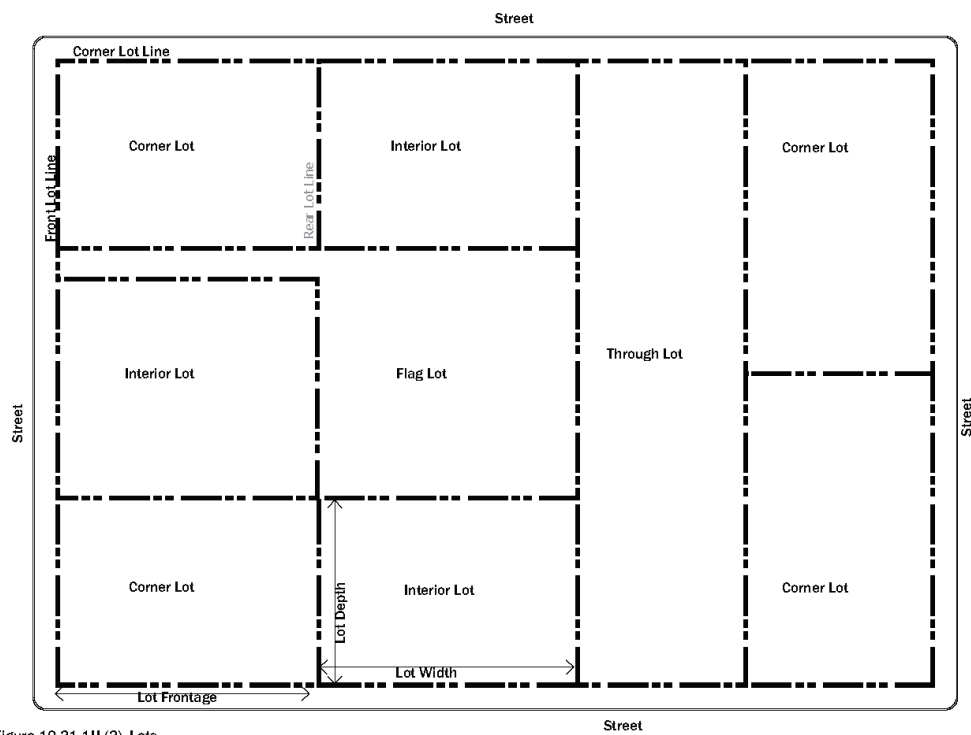 Street
Corner Lot Line
Corner Lot
Interior Lot
Corner Lot
Front Lot Line
Rear Lot Line
Through Lot
Interior Lot
Flag Lot
Street
Street
Corner Lot
Interior Lot
Corner Lot
Lot Depth
Lot Width
Lot Frontage
Street
Lots